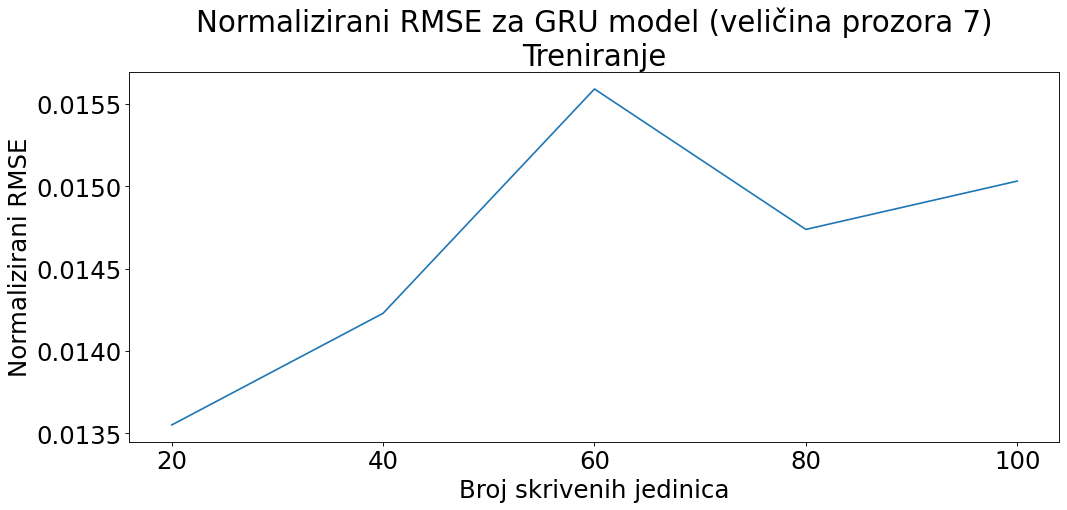 Normalizirani RMSE za GRU model (veličina prozora 7)
Treniranje
Normalizirani RMSE
0.0155
0.0150
0.0145
0.0140
0.0135
20 40 60 80 100
Broj skrivenih jedinica